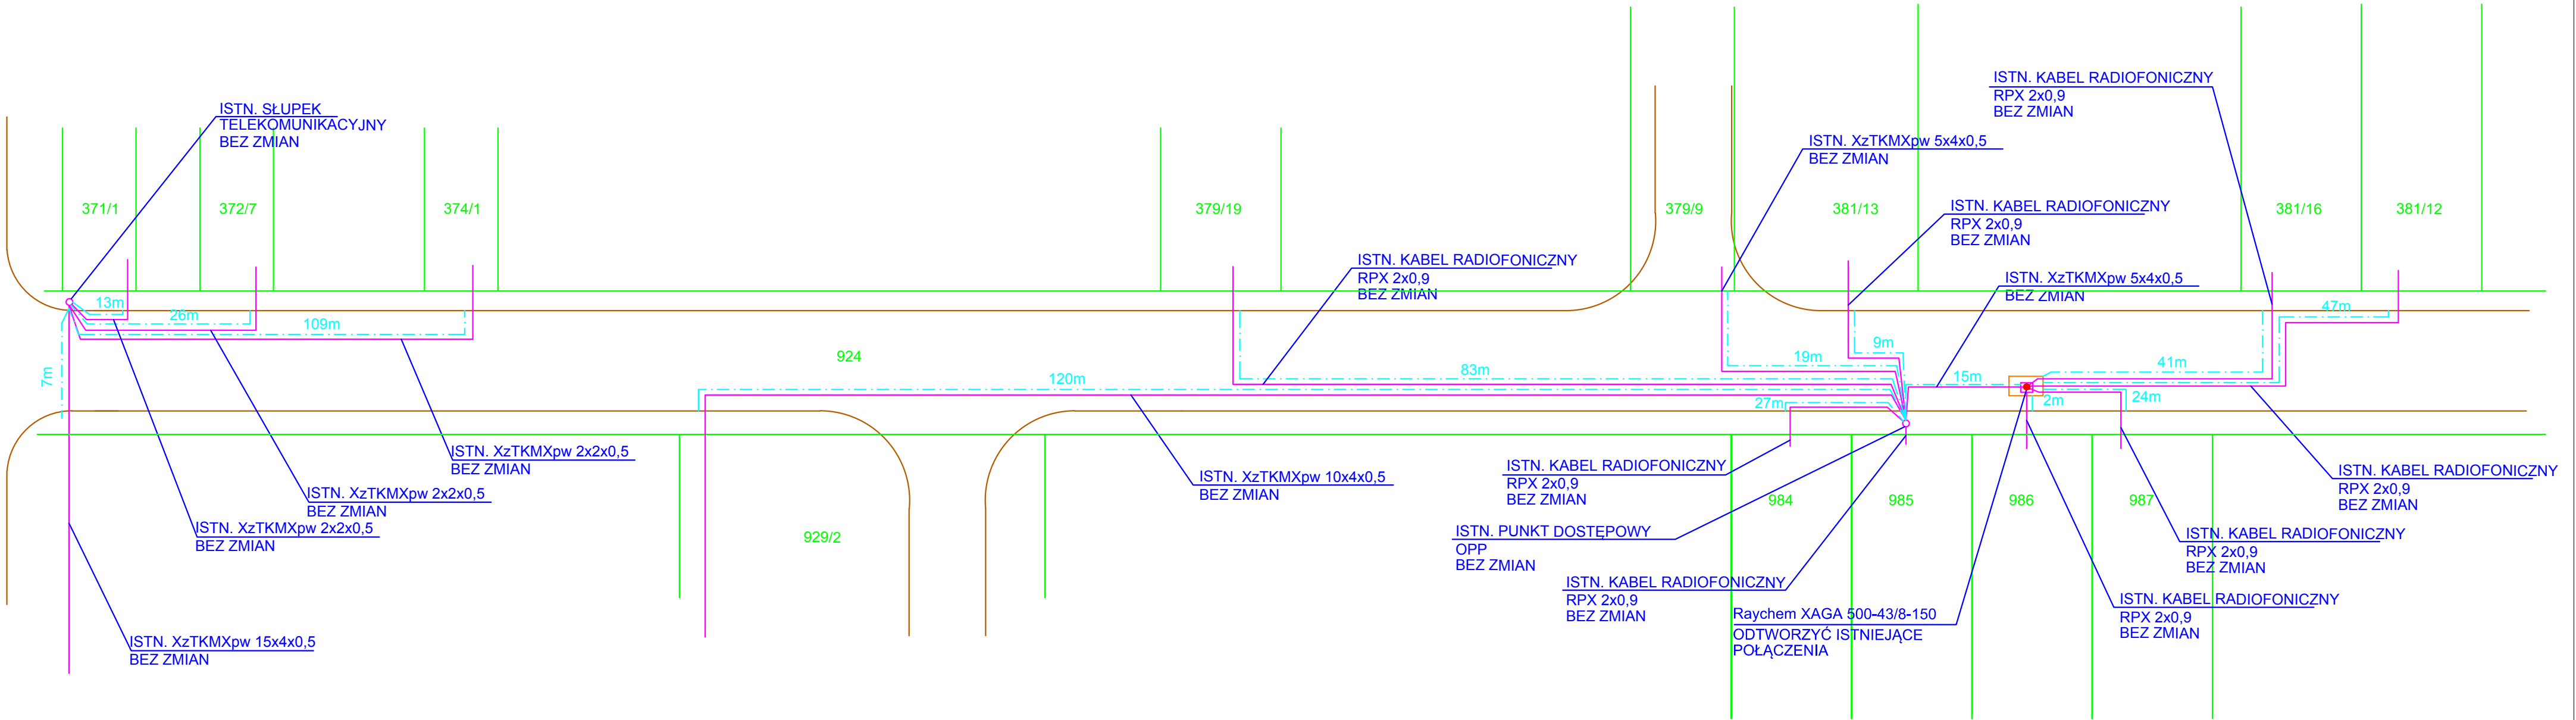 ISTN. SŁUPEK
TELEKOMUNIKACYJNY
BEZ ZMIAN
ISTN. KABEL RADIOFONICZNY
RPX 2x0,9
BEZ ZMIAN
ISTN. XzTKMXpw 5x4x0,5
BEZ ZMIAN
371/1
372/7
374/1
379/19
379/9
381/13
381/16
381/12
ISTN. KABEL RADIOFONICZNY
RPX 2x0,9
BEZ ZMIAN
ISTN. KABEL RADIOFONICZNY
RPX 2x0,9
BEZ ZMIAN
ISTN. XzTKMXpw 5x4x0,5
BEZ ZMIAN
13m
26m
109m
47m
7m
924
120m
83m
19m
9m
15m
41m
27m
2m
24m
ISTN. XzTKMXpw 2x2x0,5
BEZ ZMIAN
ISTN. XzTKMXpw 2x2x0,5
BEZ ZMIAN
ISTN. XzTKMXpw 2x2x0,5
BEZ ZMIAN
ISTN. XzTKMXpw 10x4x0,5
BEZ ZMIAN
ISTN. KABEL RADIOFONICZNY
RPX 2x0,9
BEZ ZMIAN
984
985
986
987
ISTN. KABEL RADIOFONICZNY
RPX 2x0,9
BEZ ZMIAN
929/2
ISTN. PUNKT DOSTĘPOWY
OPP
BEZ ZMIAN
ISTN. KABEL RADIOFONICZNY
RPX 2x0,9
BEZ ZMIAN
ISTN. KABEL RADIOFONICZNY
RPX 2x0,9
BEZ ZMIAN
Raychem XAGA 500-43/8-150
ODTWORZYĆ ISTNIEJĄCE
POŁĄCZENIA
ISTN. KABEL RADIOFONICZNY
RPX 2x0,9
BEZ ZMIAN
ISTN. XzTKMXpw 15x4x0,5
BEZ ZMIAN